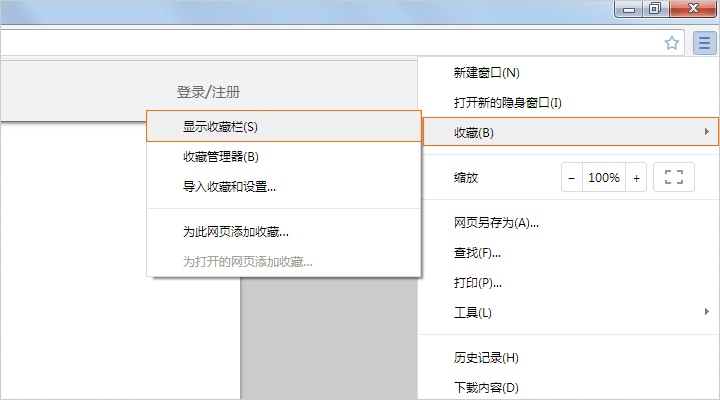 登录/注册
新建窗口(N)
打开新的隐身窗口(I)
收藏(B)
显示收藏栏(S)
收藏管理器(B)
导入收藏和设置...
为此网页添加收藏...
为打开的网页添加收藏...
缩放
− 100% +
网页另存为(A)...
查找(F)...
打印(P)...
工具(L)
历史记录(H)
下载内容(D)